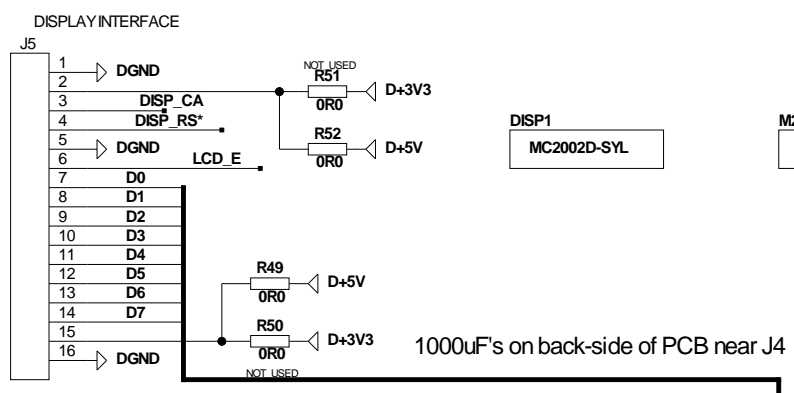 DISPLAY INTERFACE
J5
1 DGND
2
NOT USED
R51
0R0
D+3V3
3 DISP_CA
4 DISP_RS*
R52
0R0
D+5V
5 DGND
6 LCD_E
7 D0
8 D1
9 D2
10 D3
11 D4
12 D5
13 D6
14 D7
15
16 DGND
R49
0R0
D+5V
R50
0R0
NOT USED
D+3V3
DISP1
MC2002D-SYL
1000uF's on back-side of PCB near J4